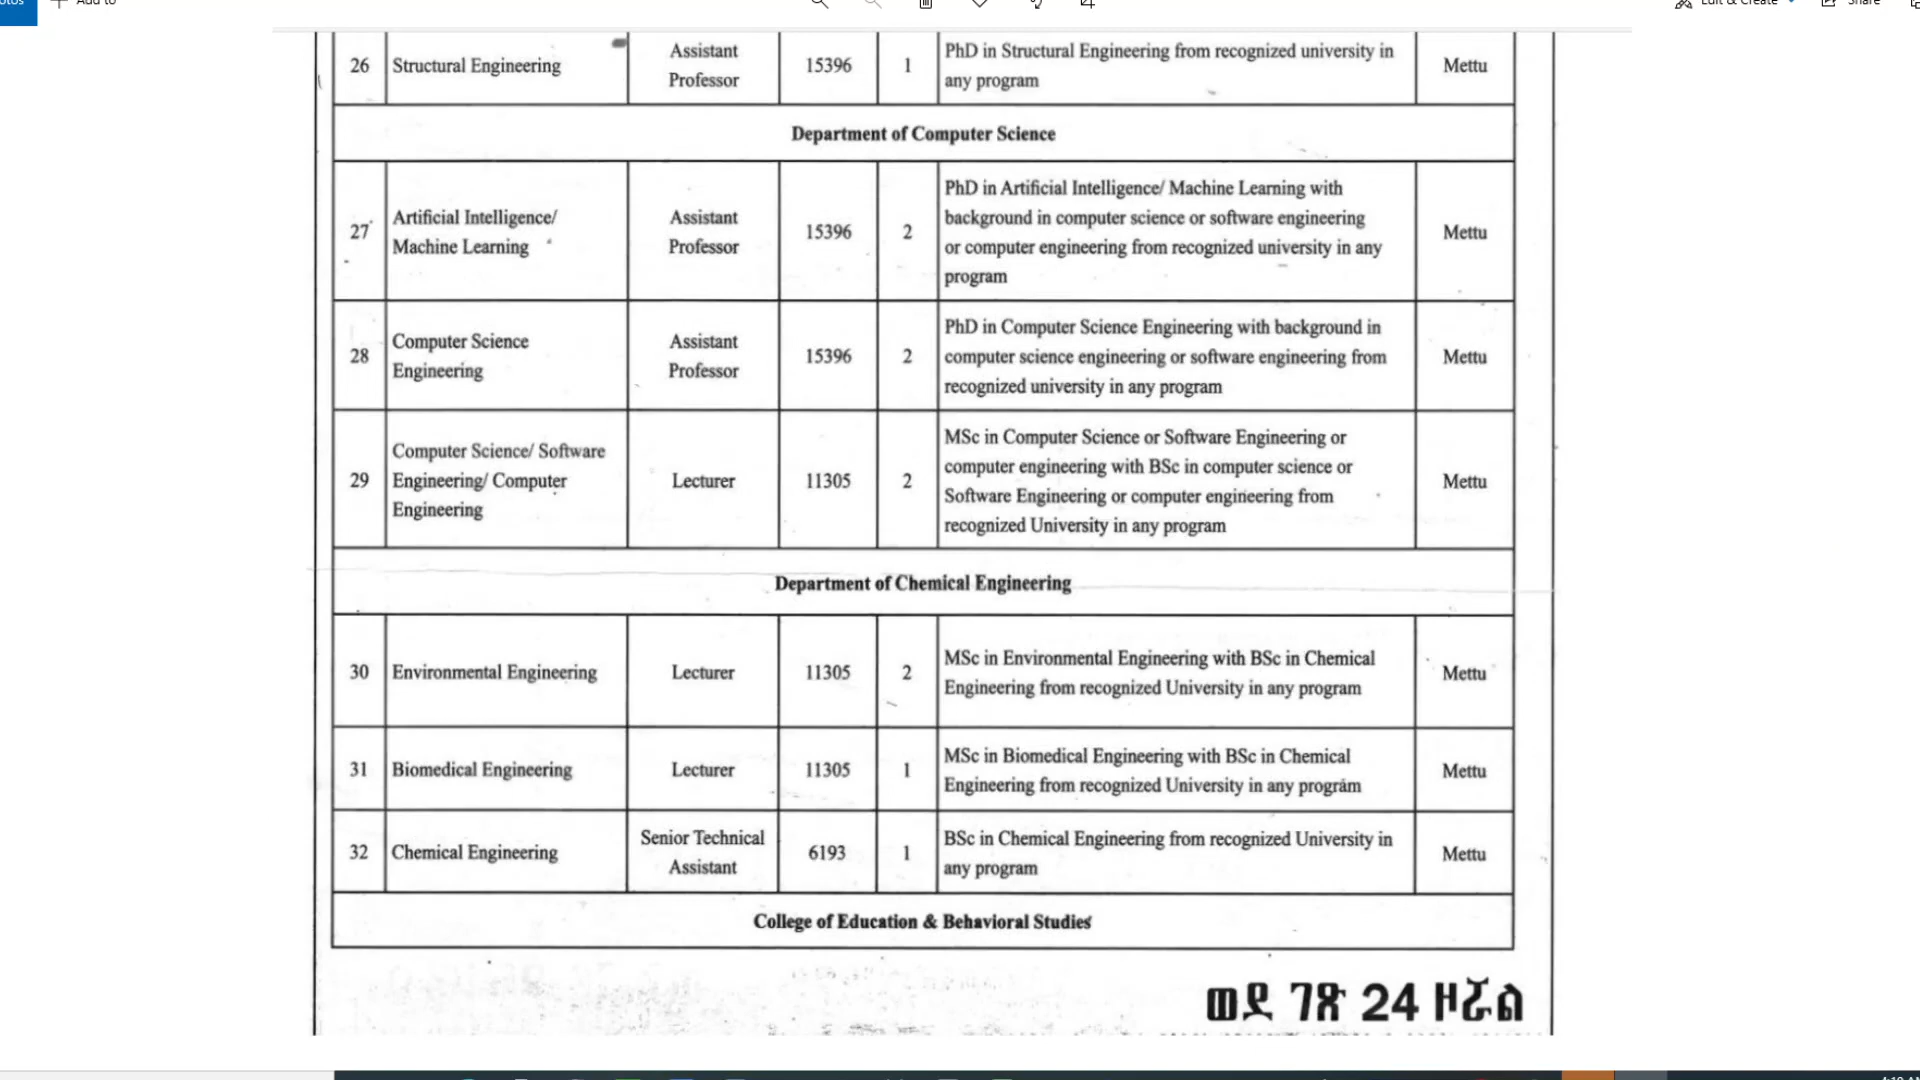 Add to
Edit & Create
Share
26 Structural Engineering Assistant Professor 15396 1 PhD in Structural Engineering from recognized university in any program Mettu
Department of Computer Science
27 Artificial Intelligence/ Machine Learning Assistant Professor 15396 2 PhD in Artificial Intelligence/ Machine Learning with background in computer science or software engineering or computer engineering from recognized university in any program Mettu
28 Computer Science Engineering Assistant Professor 15396 2 PhD in Computer Science Engineering with background in computer science engineering or software engineering from recognized university in any program Mettu
29 Computer Science/ Software Engineering/ Computer Engineering Lecturer 11305 2 MSc in Computer Science or Software Engineering or computer engineering with BSc in computer science or Software Engineering or computer engineering from recognized University in any program Mettu
Department of Chemical Engineering
30 Environmental Engineering Lecturer 11305 2 MSc in Environmental Engineering with BSc in Chemical Engineering from recognized University in any program Mettu
31 Biomedical Engineering Lecturer 11305 1 MSc in Biomedical Engineering with BSc in Chemical Engineering from recognized University in any program Mettu
32 Chemical Engineering Senior Technical Assistant 6193 1 BSc in Chemical Engineering from recognized University in any program Mettu
College of Education & Behavioral Studies
ወደ ገጽ 24 ዞሯል